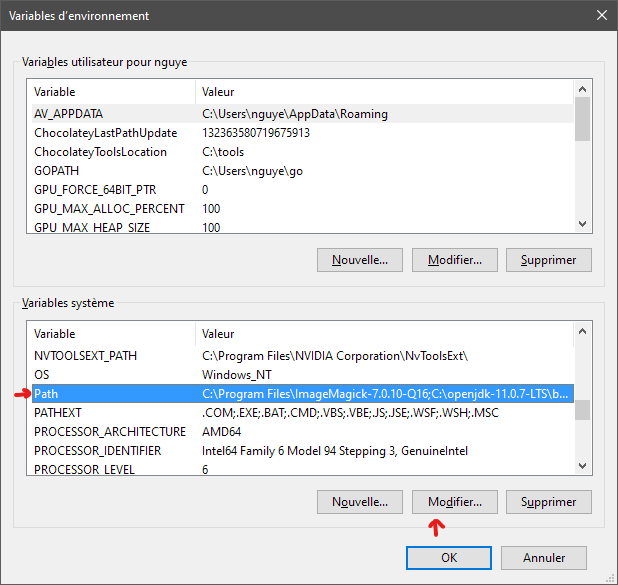 Variables d'environnement
Variables utilisateur pour nguye
Variable Valeur
AV_APPDATA C:\Users\nguye\AppData\Roaming
ChocolateyLastPathUpdate 132363580719675913
ChocolateyToolsLocation C:\tools
GOPATH C:\Users\nguye\go
GPU_FORCE_64BIT_PTR 0
GPU_MAX_ALLOC_PERCENT 100
GPU_MAX_HEAP_SIZE 100
Nouvelle... Modifier... Supprimer
Variables système
Variable Valeur
NVTOOLSEXT_PATH C:\Program Files\NVIDIA Corporation\NvToolsExt\
OS Windows_NT
Path C:\Program Files\ImageMagick-7.0.10-Q16;C:\openjdk-11.0.7-LTS\b...
PATHEXT .COM;.EXE;.BAT;.CMD;.VBS;.VBE;.JS;.JSE;.WSF;.WSH;.MSC
PROCESSOR_ARCHITECTURE AMD64
PROCESSOR_IDENTIFIER Intel64 Family 6 Model 94 Stepping 3, GenuineIntel
PROCESSOR_LEVEL 6
Nouvelle... Modifier... Supprimer
OK Annuler